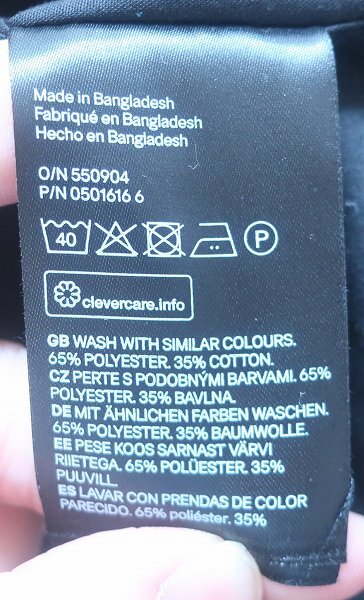 Made in Bangladesh
Fabriqué en Bangladesh
Hecho en Bangladesh
O/N 550904
P/N 0501616 6
40 P
clevercare.info
GB WASH WITH SIMILAR COLOURS.
65% POLYESTER. 35% COTTON.
CZ PERTE S PODOBNÝMI BARVAMI. 65%
POLYESTER. 35% BAVLNA.
DE MIT ÄHNLICHEN FARBEN WASCHEN.
65% POLYESTER. 35% BAUMWOLLE.
EE PESE KOOS SARNAST VÄRVI
RIIETEGA. 65% POLÜESTER. 35%
PUUVILL.
ES LAVAR CON PRENDAS DE COLOR
PARECIDO. 65% poliéster. 35%